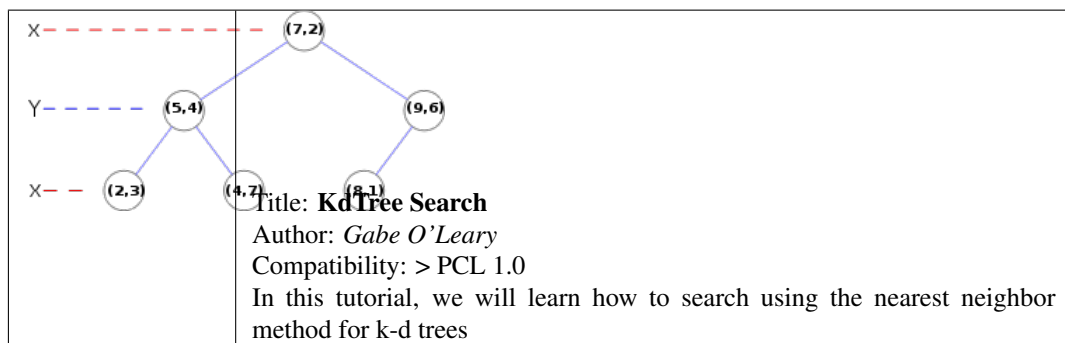 X (7,2)
Y (5,4) (9,6)
X (2,3) (4,7) (8,1)
Title: KdTree Search
Author: Gabe O'Leary
Compatibility: > PCL 1.0
In this tutorial, we will learn how to search using the nearest neighbor
method for k-d trees